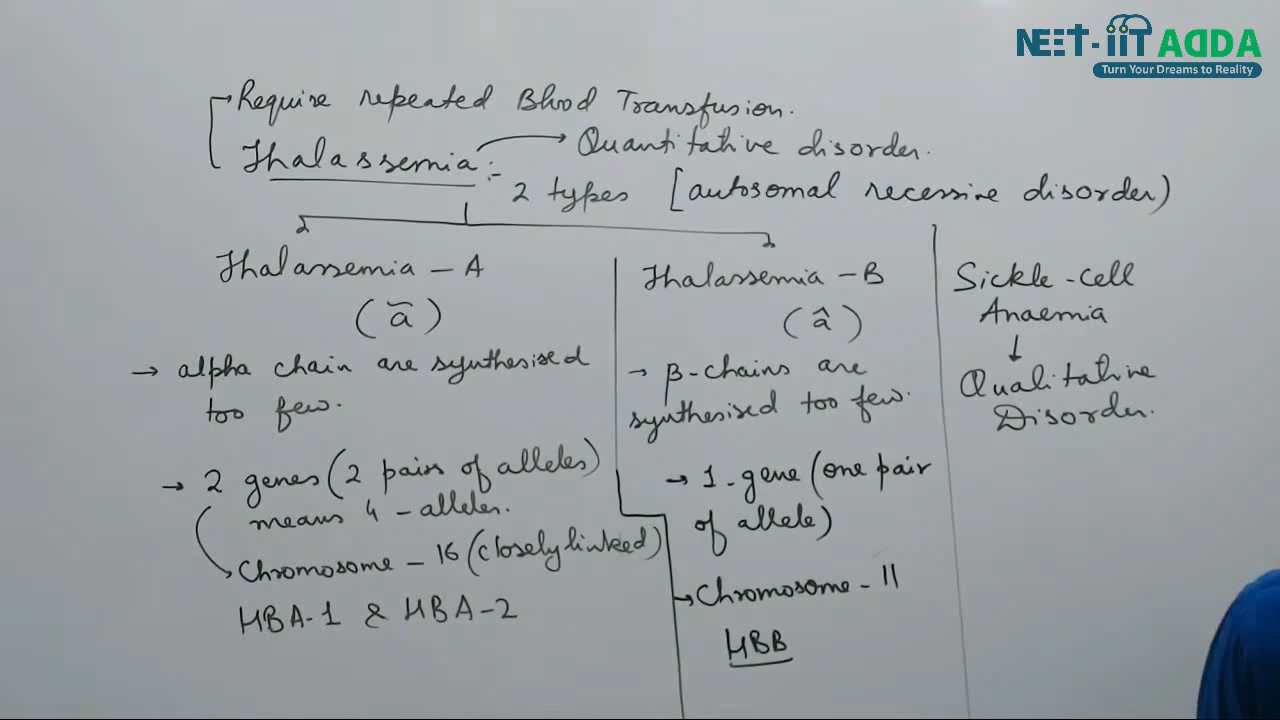 NEET-iiT ADDA
Turn Your Dreams to Reality
Require repeated Blood Transfusion.
Thalassemia :- → Quantitative disorder.
2 types [autosomal recessive disorder)
Thalassemia - A
(a)
→ alpha chain are synthesised
too few.
→ 2 genes (2 pairs of alleles)
means 4 - alleles.
Chromosome - 16 (closely linked)
HBA-1 & HBA-2
Thalassemia - B
(â)
→ β-chains are
synthesised too few.
→ 1-gene (one pair
of allele)
→ Chromosome - 11
HBB
Sickle-cell
Anaemia
↓
Qualitative
Disorder.